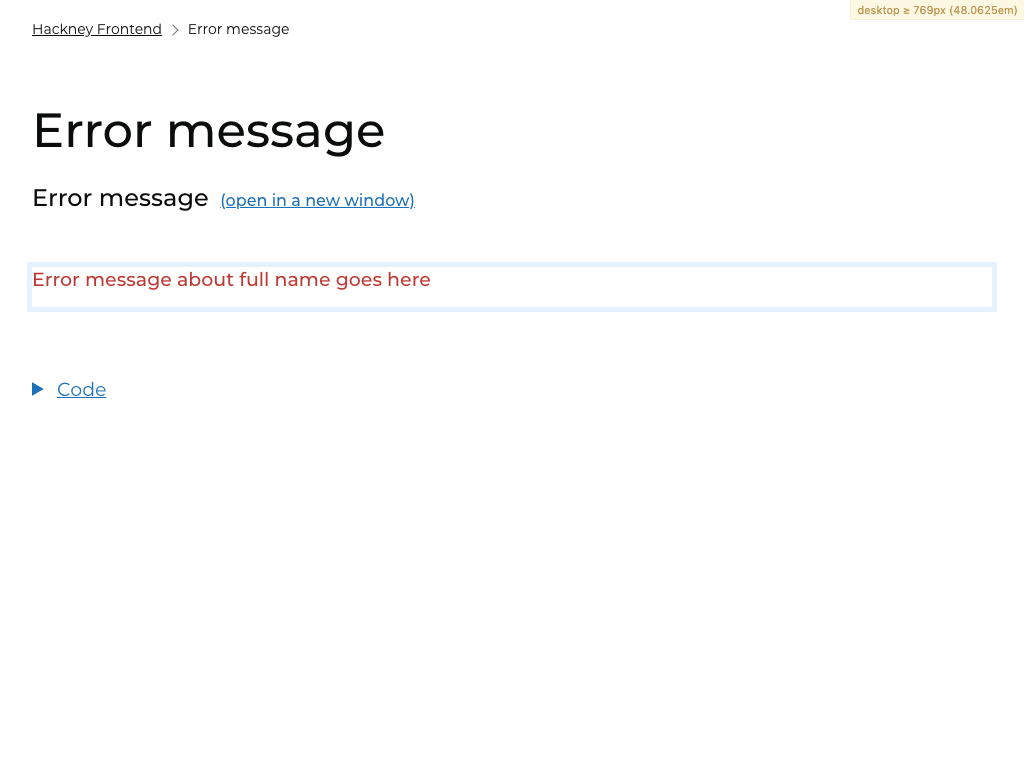 desktop ≥ 769px (48.0625em)
Hackney Frontend > Error message
Error message
Error message (open in a new window)
Error message about full name goes here
Code